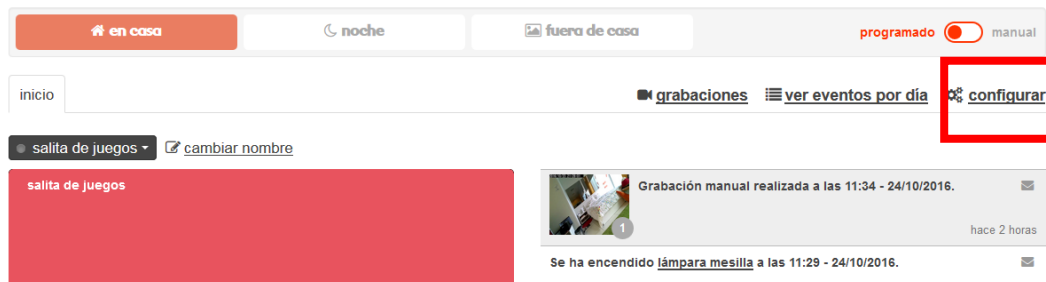 en casa
noche
fuera de casa
programado manual
inicio
grabaciones ver eventos por día configurar
salita de juegos cambiar nombre
salita de juegos
Grabación manual realizada a las 11:34 - 24/10/2016.
1
hace 2 horas
Se ha encendido lámpara mesilla a las 11:29 - 24/10/2016.